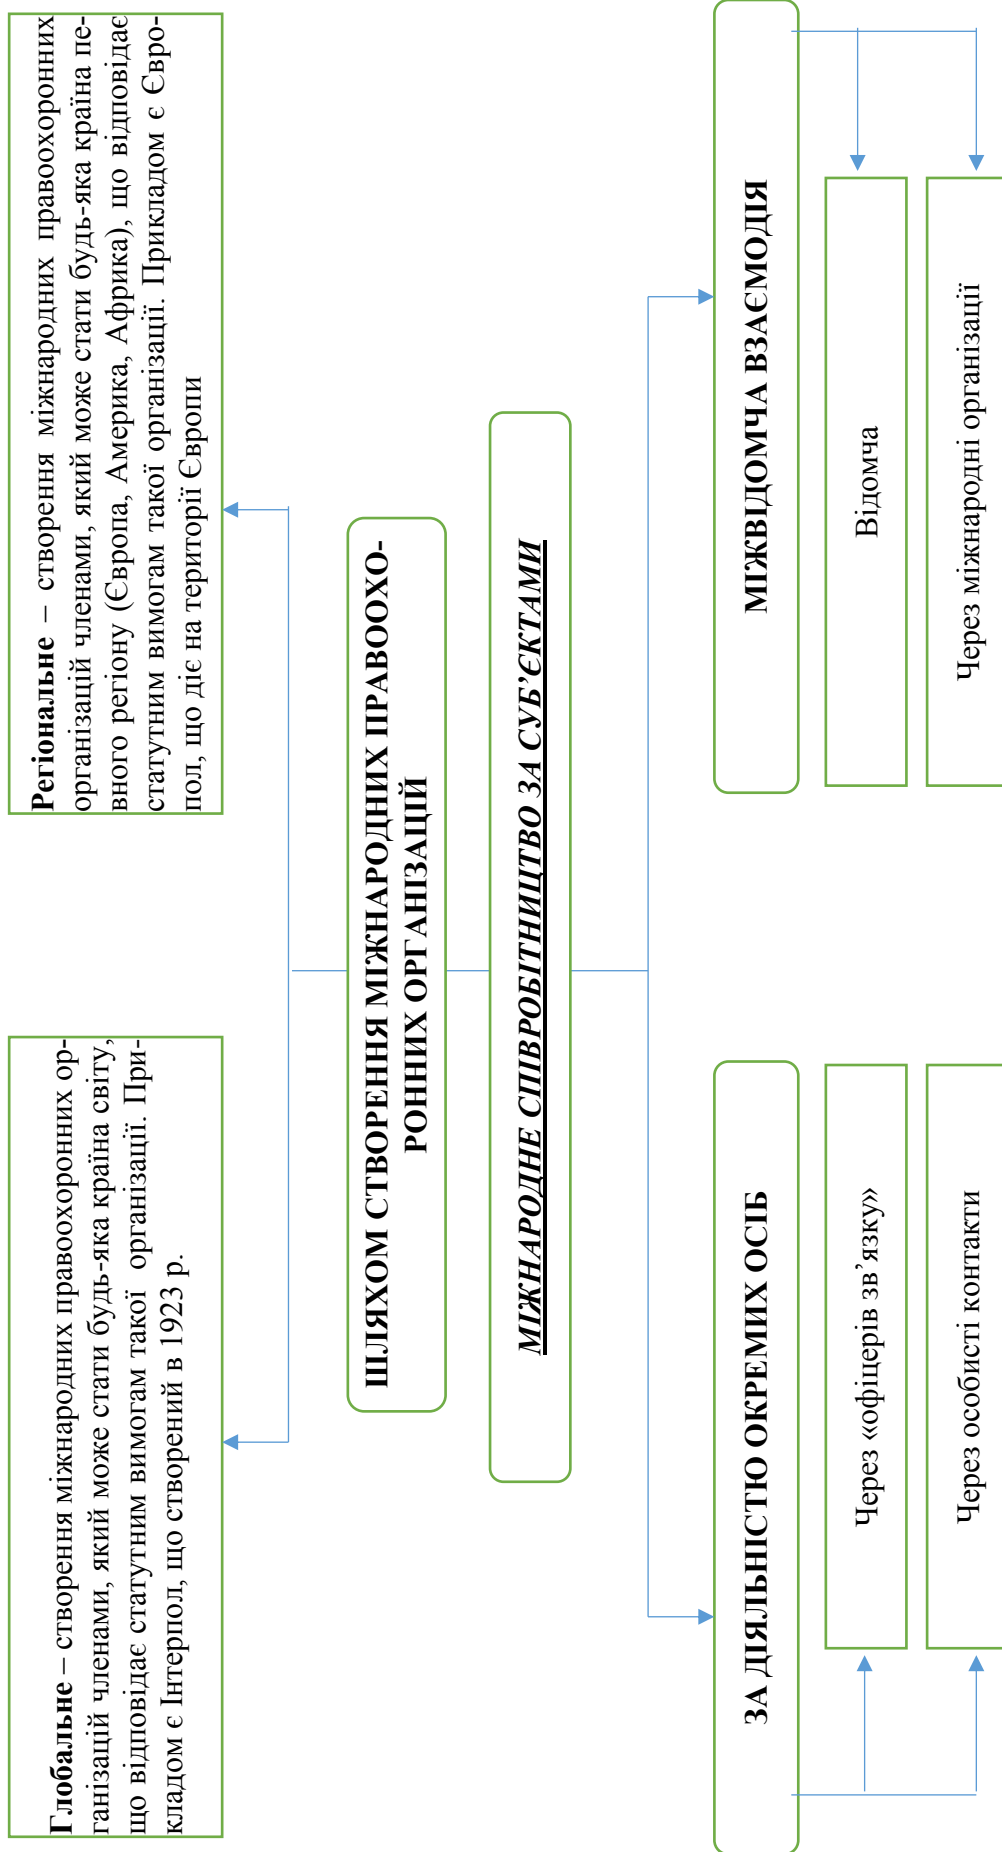 Глобальне – створення міжнародних правоохоронних ор-
ганізацій членами, який може стати будь-яка країна світу,
що відповідає статутним вимогам такої організації. При-
кладом є Інтерпол, що створений в 1923 р.
Регіональне – створення міжнародних правоохоронних
організацій членами, який може стати будь-яка країна пе-
вного регіону (Європа, Америка, Африка), що відповідає
статутним вимогам такої організації. Прикладом є Євро-
пол, що діє на території Європи
ШЛЯХОМ СТВОРЕННЯ МІЖНАРОДНИХ ПРАВООХО-
РОННИХ ОРГАНІЗАЦІЙ
МІЖНАРОДНЕ СПІВРОБІТНИЦТВО ЗА СУБ’ЄКТАМИ
ЗА ДІЯЛЬНІСТЮ ОКРЕМИХ ОСІБ
Через «офіцерів зв’язку»
Через особисті контакти
МІЖВІДОМЧА ВЗАЄМОДІЯ
Відомча
Через міжнародні організації